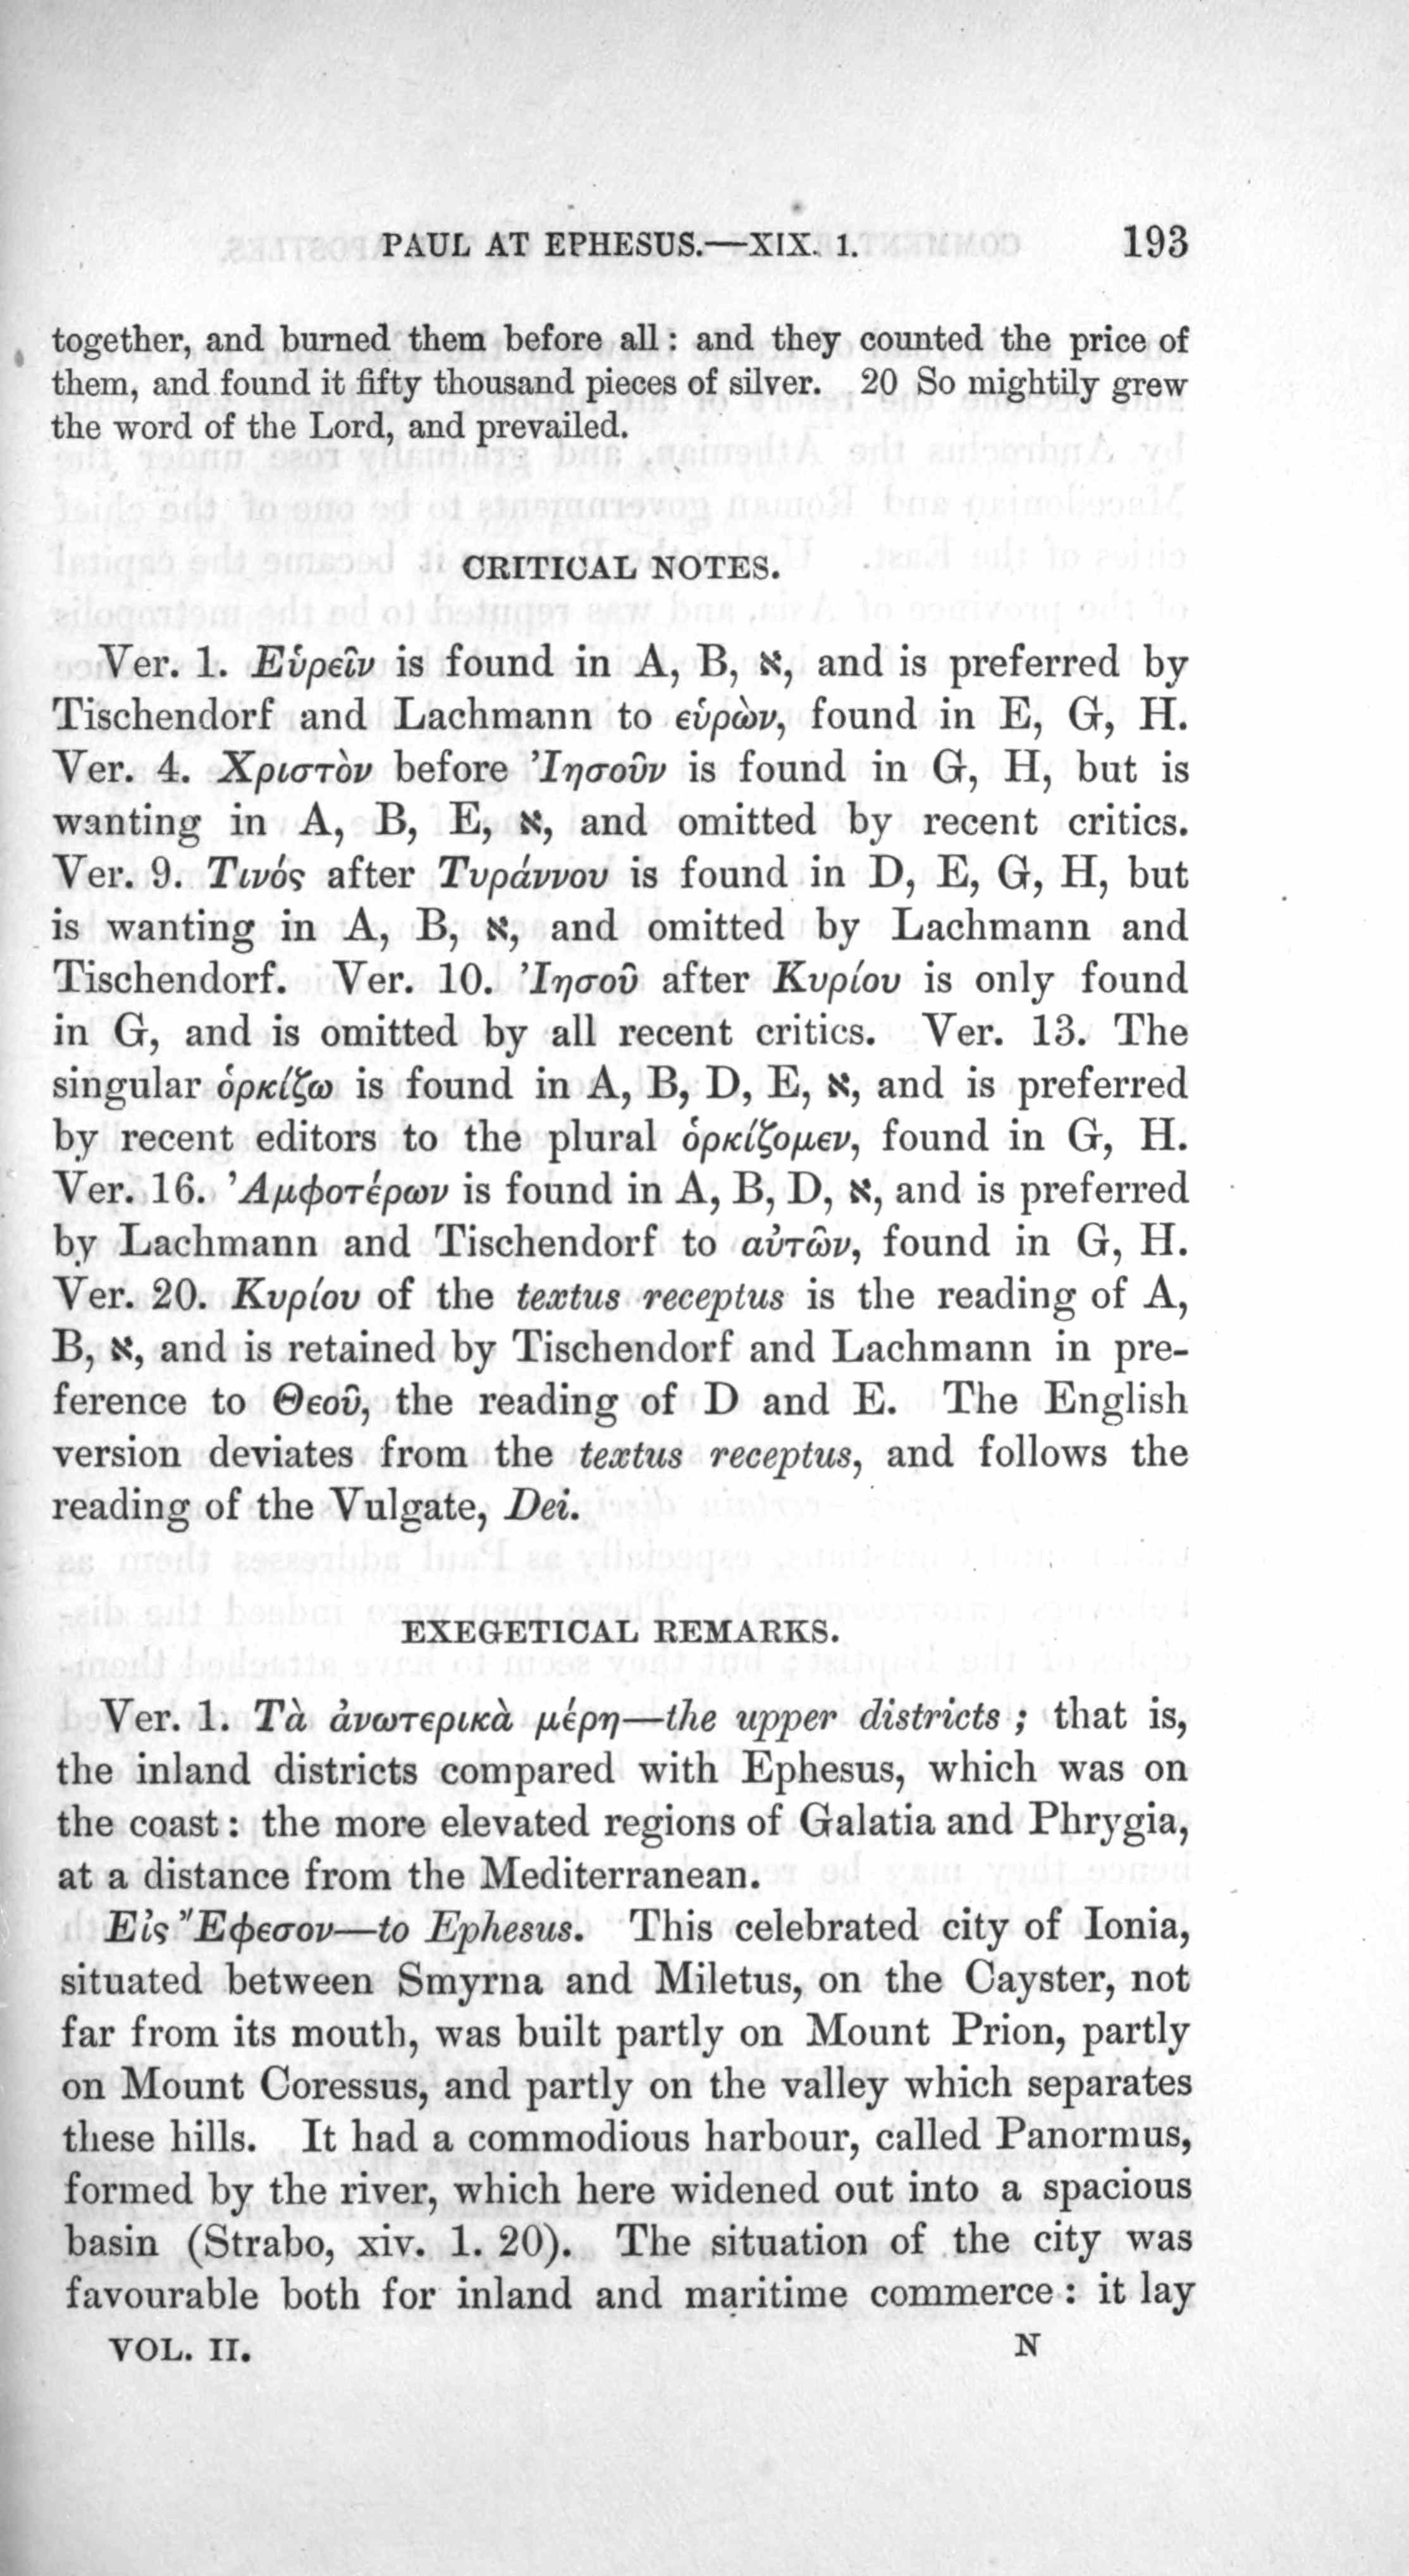 PAUL AT EPHESUS.—XIX. 1. 193
together, and burned them before all: and they counted the price of
them, and found it fifty thousand pieces of silver. 20 So mightily grew
the word of the Lord, and prevailed.
CRITICAL NOTES.
Ver. 1. Εὑρεῖν is found in A, B, א, and is preferred by
Tischendorf and Lachmann to εὑρὼν, found in E, G, H.
Ver. 4. Χριστὸν before Ἰησοῦν is found in G, H, but is
wanting in A, B, E, א, and omitted by recent critics.
Ver. 9. Τινός after Τυράννου is found in D, E, G, H, but
is wanting in A, B, א, and omitted by Lachmann and
Tischendorf. Ver. 10. Ἰησοῦ after Κυρίου is only found
in G, and is omitted by all recent critics. Ver. 13. The
singular ὁρκίζω is found in A, B, D, E, א, and is preferred
by recent editors to the plural ὁρκίζομεν, found in G, H.
Ver. 16. Ἀμφοτέρων is found in A, B, D, א, and is preferred
by Lachmann and Tischendorf to αὐτῶν, found in G, H.
Ver. 20. Κυρίου of the textus receptus is the reading of A,
B, א, and is retained by Tischendorf and Lachmann in pre-
ference to Θεοῦ, the reading of D and E. The English
version deviates from the textus receptus, and follows the
reading of the Vulgate, Dei.
EXEGETICAL REMARKS.
Ver. 1. Τὰ ἀνωτερικὰ μέρη—the upper districts; that is,
the inland districts compared with Ephesus, which was on
the coast: the more elevated regions of Galatia and Phrygia,
at a distance from the Mediterranean.
Εἰς Ἔφεσον—to Ephesus. This celebrated city of Ionia,
situated between Smyrna and Miletus, on the Cayster, not
far from its mouth, was built partly on Mount Prion, partly
on Mount Coressus, and partly on the valley which separates
these hills. It had a commodious harbour, called Panormus,
formed by the river, which here widened out into a spacious
basin (Strabo, xiv. 1. 20). The situation of the city was
favourable both for inland and maritime commerce: it lay
VOL. II. N